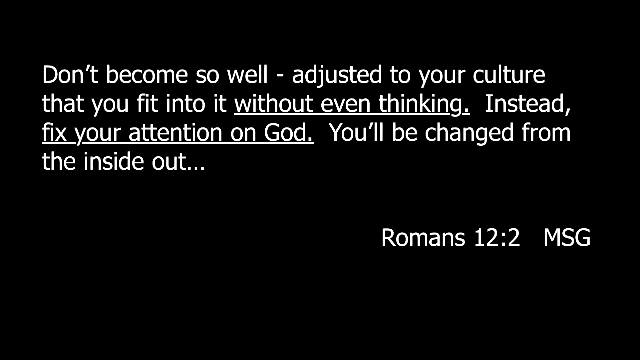 Don’t become so well - adjusted to your culture
that you fit into it without even thinking.  Instead,
fix your attention on God.  You’ll be changed from
the inside out…
Romans 12:2   MSG